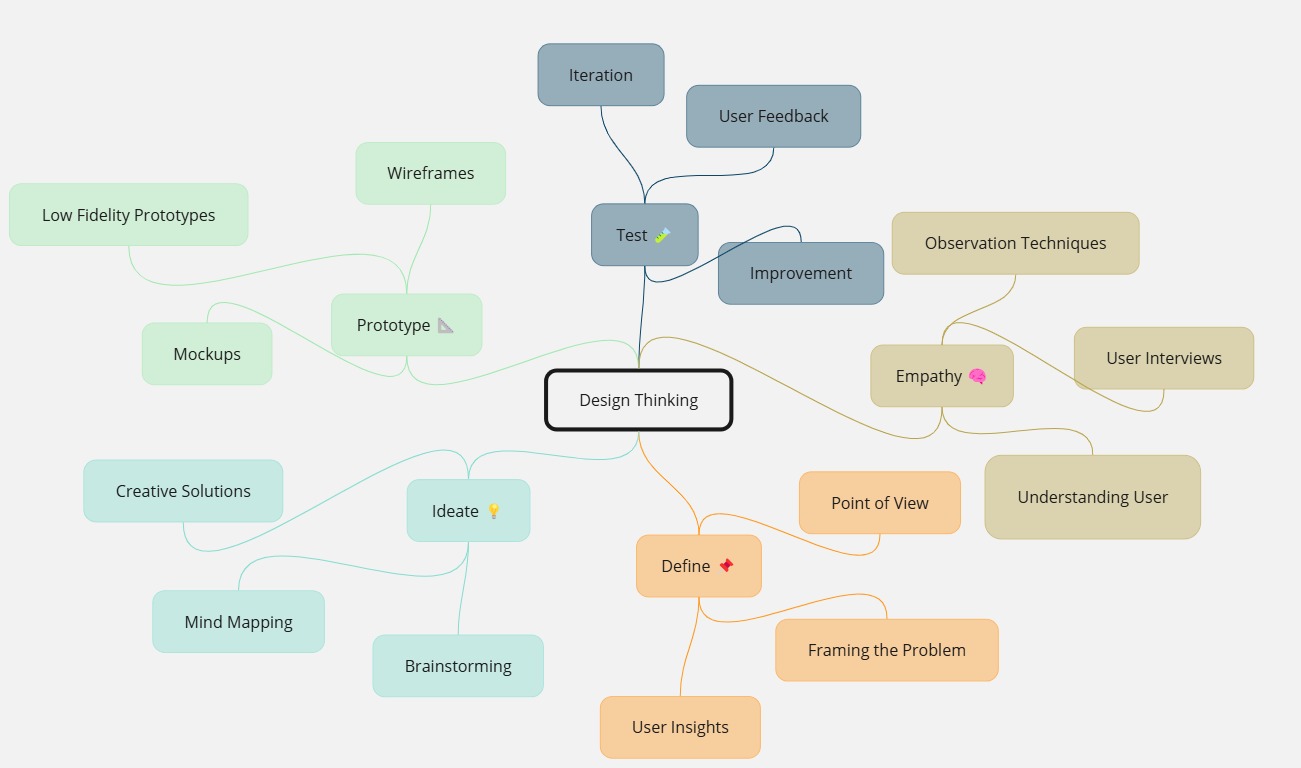 Iteration
User Feedback
Wireframes
Low Fidelity Prototypes
Test
Observation Techniques
Improvement
Prototype
Mockups
User Interviews
Empathy
Design Thinking
Creative Solutions
Understanding User
Point of View
Ideate
Define
Mind Mapping
Framing the Problem
Brainstorming
User Insights